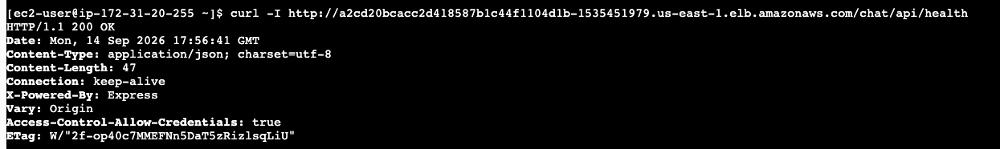 [ec2-user@ip-172-31-20-255 ~]$ curl -I http://a2cd20bcacc2d418587b1c44f1104d1b-1535451979.us-east-1.elb.amazonaws.com/chat/api/health
HTTP/1.1 200 OK
Date: Mon, 14 Sep 2026 17:56:41 GMT
Content-Type: application/json; charset=utf-8
Content-Length: 47
Connection: keep-alive
X-Powered-By: Express
Vary: Origin
Access-Control-Allow-Credentials: true
ETag: W/"2f-op40c7MMEFNn5DaT5zRizlsqLiU"